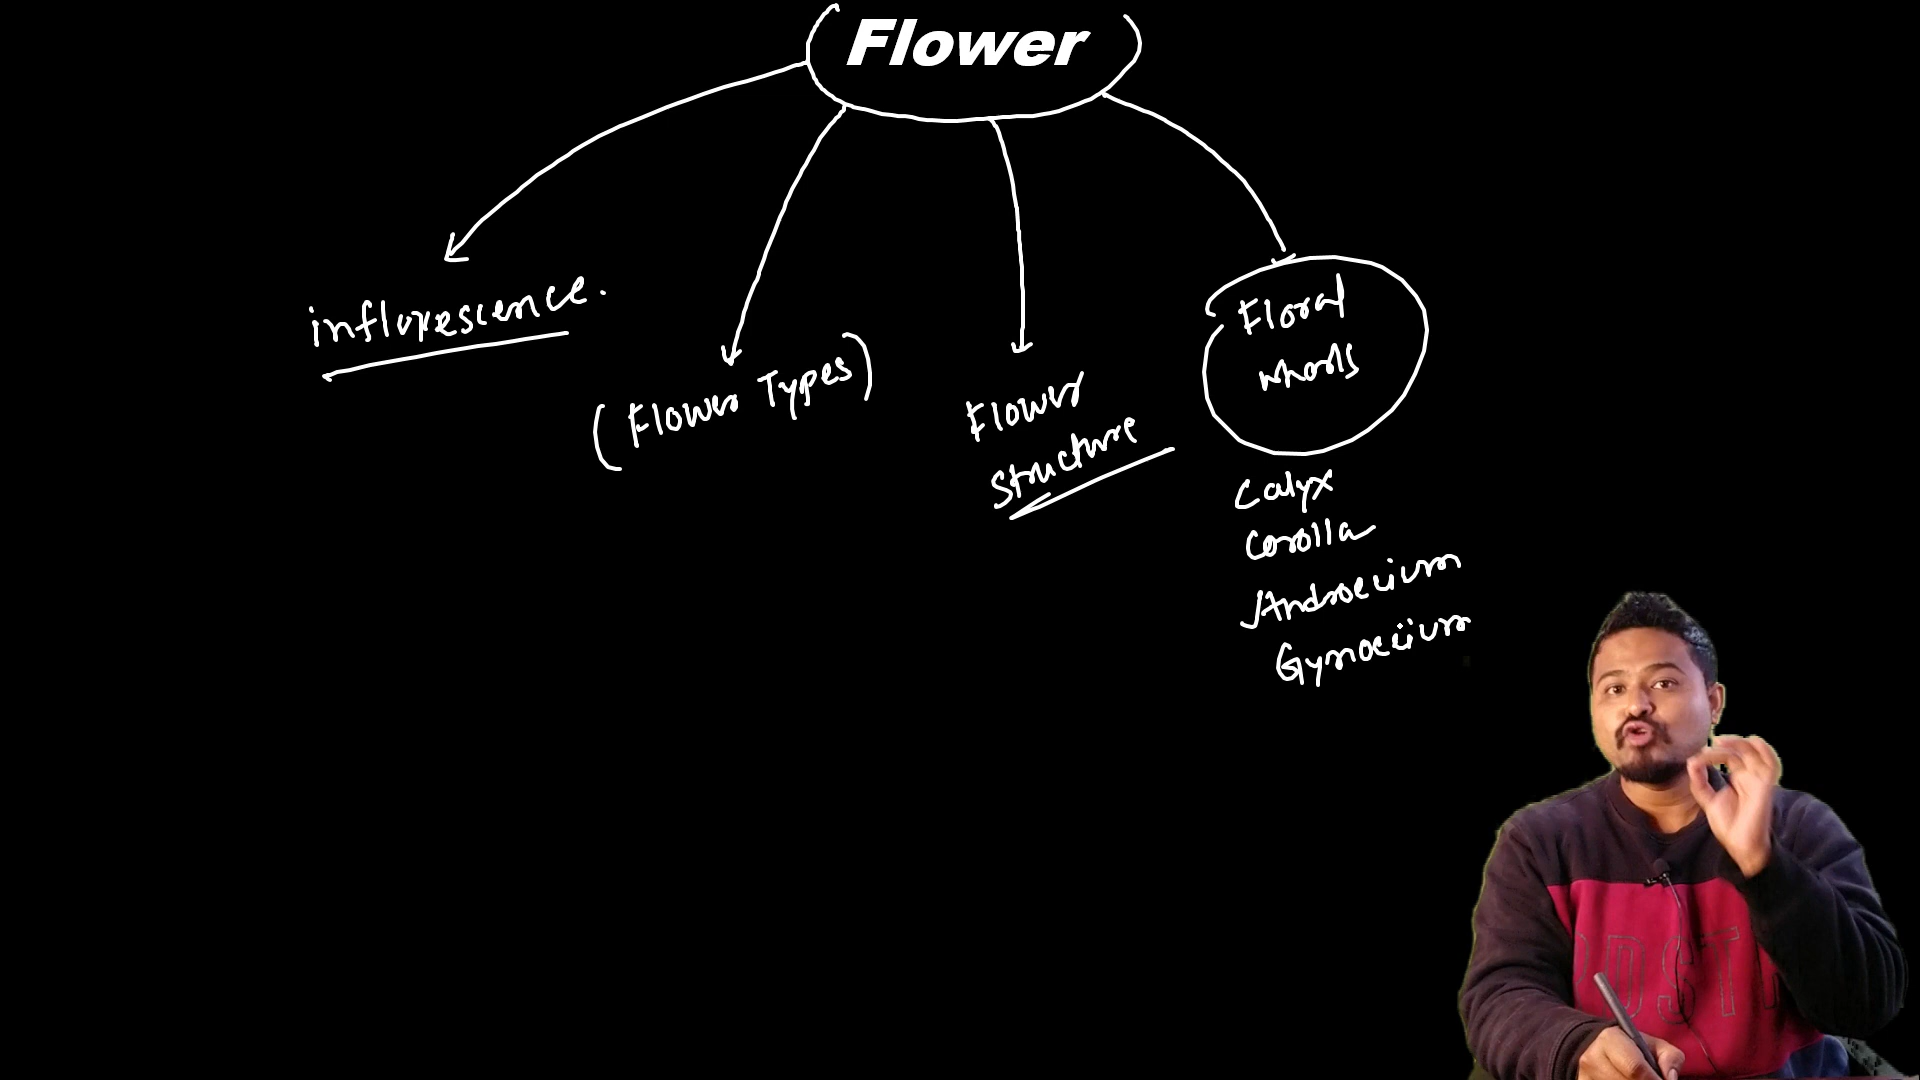 Flower
inflorescence.
(Flower Types)
Flower
Structure
Floral
whorls
Calyx
Corolla
Androecium
Gynoecium